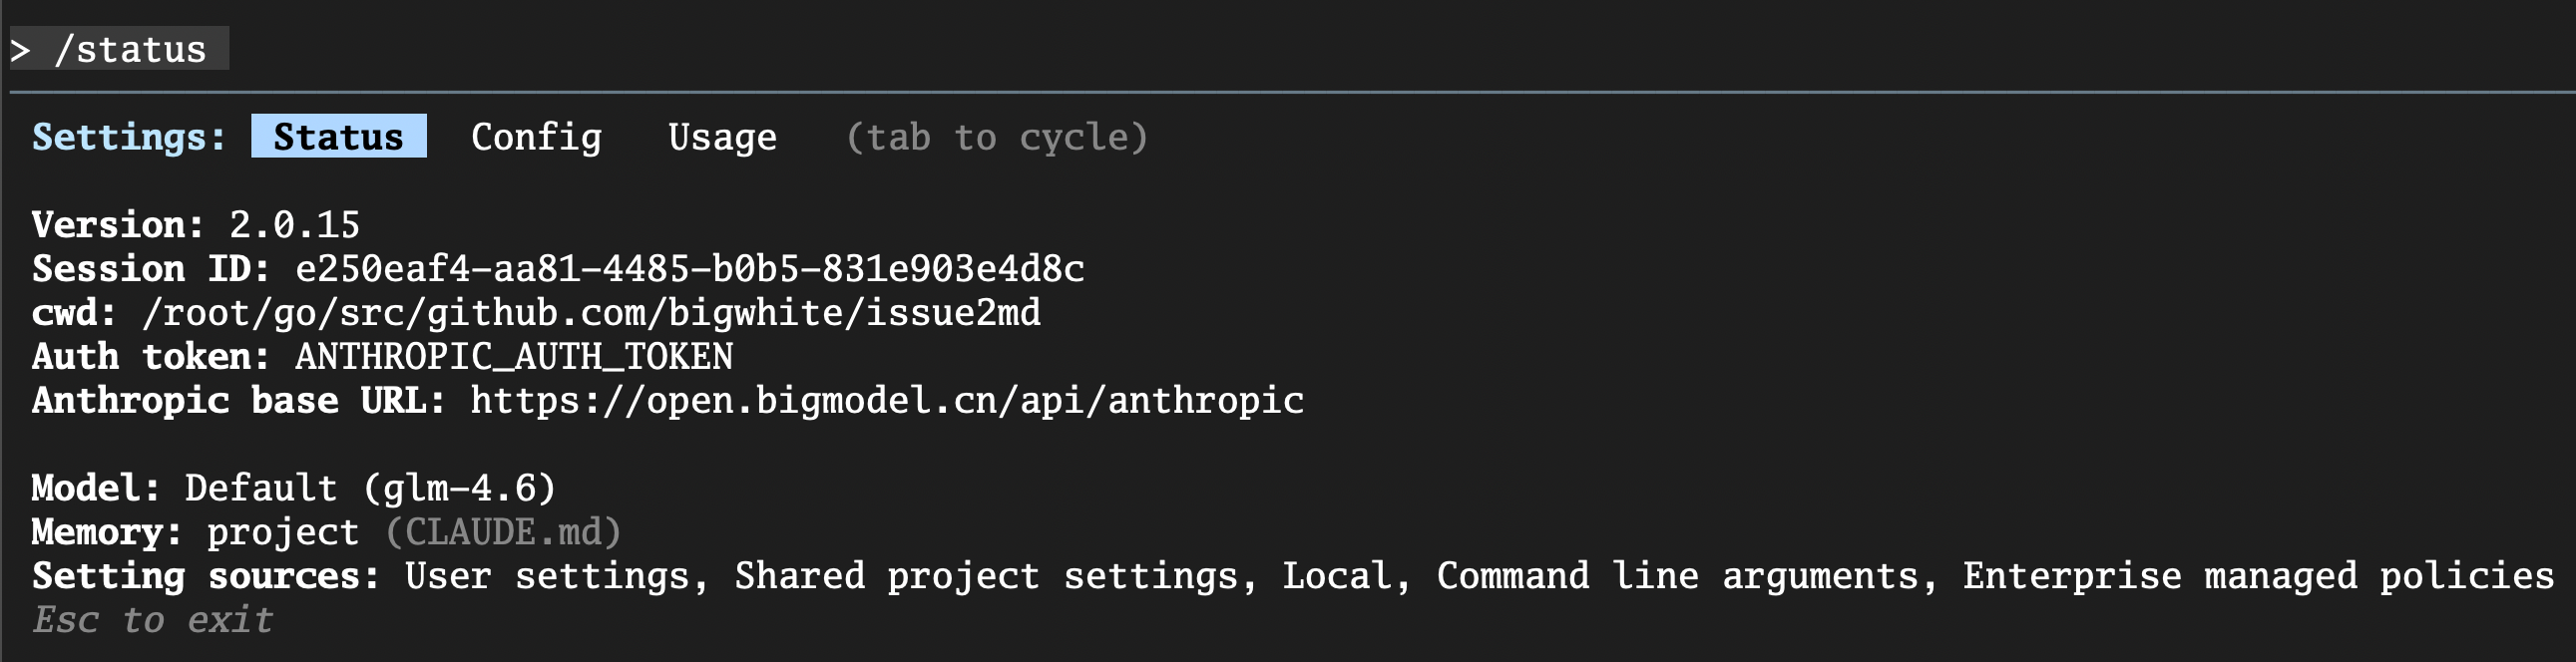 > /status
Settings: Status Config Usage (tab to cycle)
Version: 2.0.15
Session ID: e250eaf4-aa81-4485-b0b5-831e903e4d8c
cwd: /root/go/src/github.com/bigwhite/issue2md
Auth token: ANTHROPIC_AUTH_TOKEN
Anthropic base URL: https://open.bigmodel.cn/api/anthropic
Model: Default (glm-4.6)
Memory: project (CLAUDE.md)
Setting sources: User settings, Shared project settings, Local, Command line arguments, Enterprise managed policies
Esc to exit